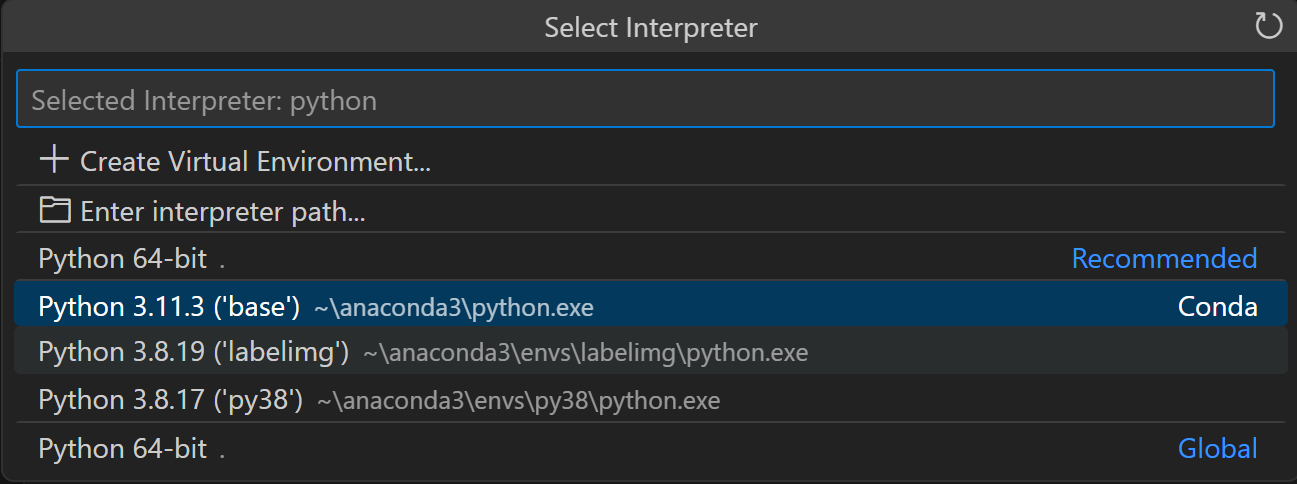 Select Interpreter
Selected Interpreter: python
Create Virtual Environment...
Enter interpreter path...
Python 64-bit . Recommended
Python 3.11.3 ('base') ~\anaconda3\python.exe Conda
Python 3.8.19 ('labelimg') ~\anaconda3\envs\labelimg\python.exe
Python 3.8.17 ('py38') ~\anaconda3\envs\py38\python.exe
Python 64-bit . Global